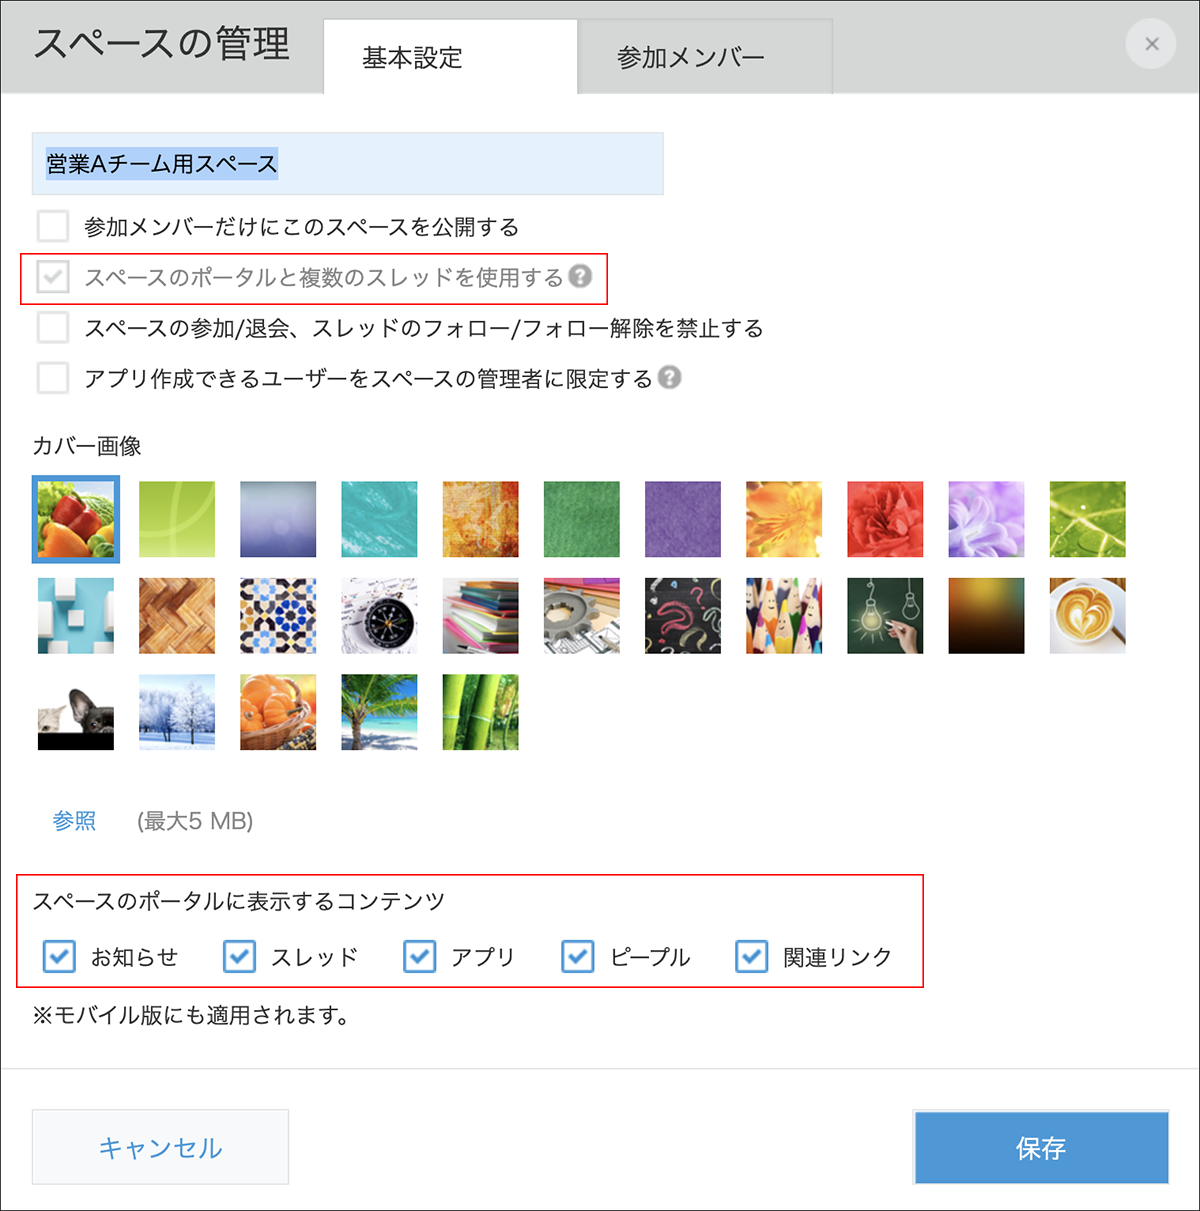 スペースの管理
基本設定
参加メンバー
営業Aチーム用スペース
参加メンバーだけにこのスペースを公開する
スペースのポータルと複数のスレッドを使用する
スペースの参加/退会、スレッドのフォロー/フォロー解除を禁止する
アプリ作成できるユーザーをスペースの管理者に限定する
カバー画像
参照 (最大5 MB)
スペースのポータルに表示するコンテンツ
お知らせ スレッド アプリ ピープル 関連リンク
※モバイル版にも適用されます。
キャンセル 保存